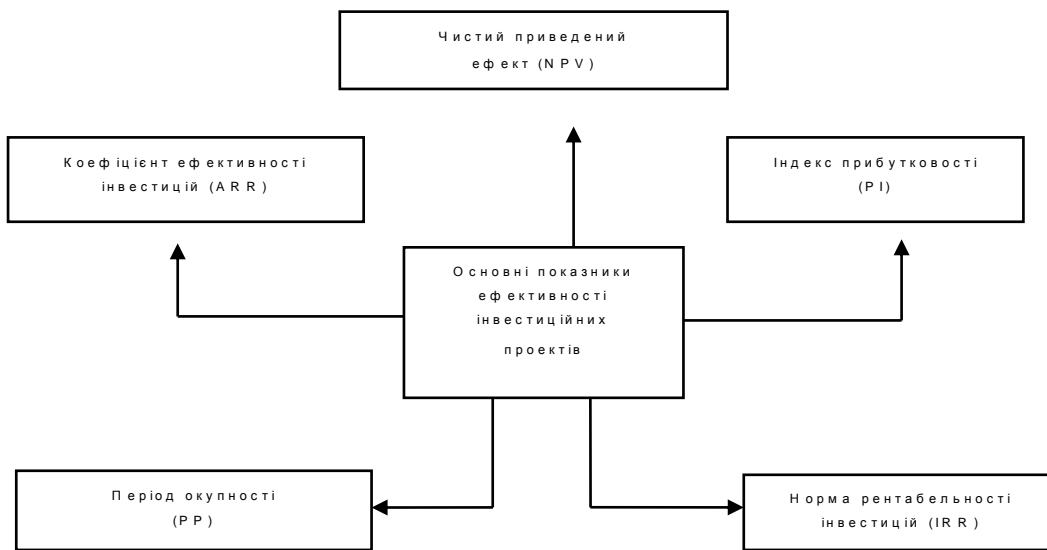 Чистий приведений
ефект (NPV)
Коефіцієнт ефективності
інвестицій (ARR)
Індекс прибутковості
(PI)
Основні показники
ефективності
інвестиційних
проектів
Період окупності
(PP)
Норма рентабельності
інвестицій (IRR)